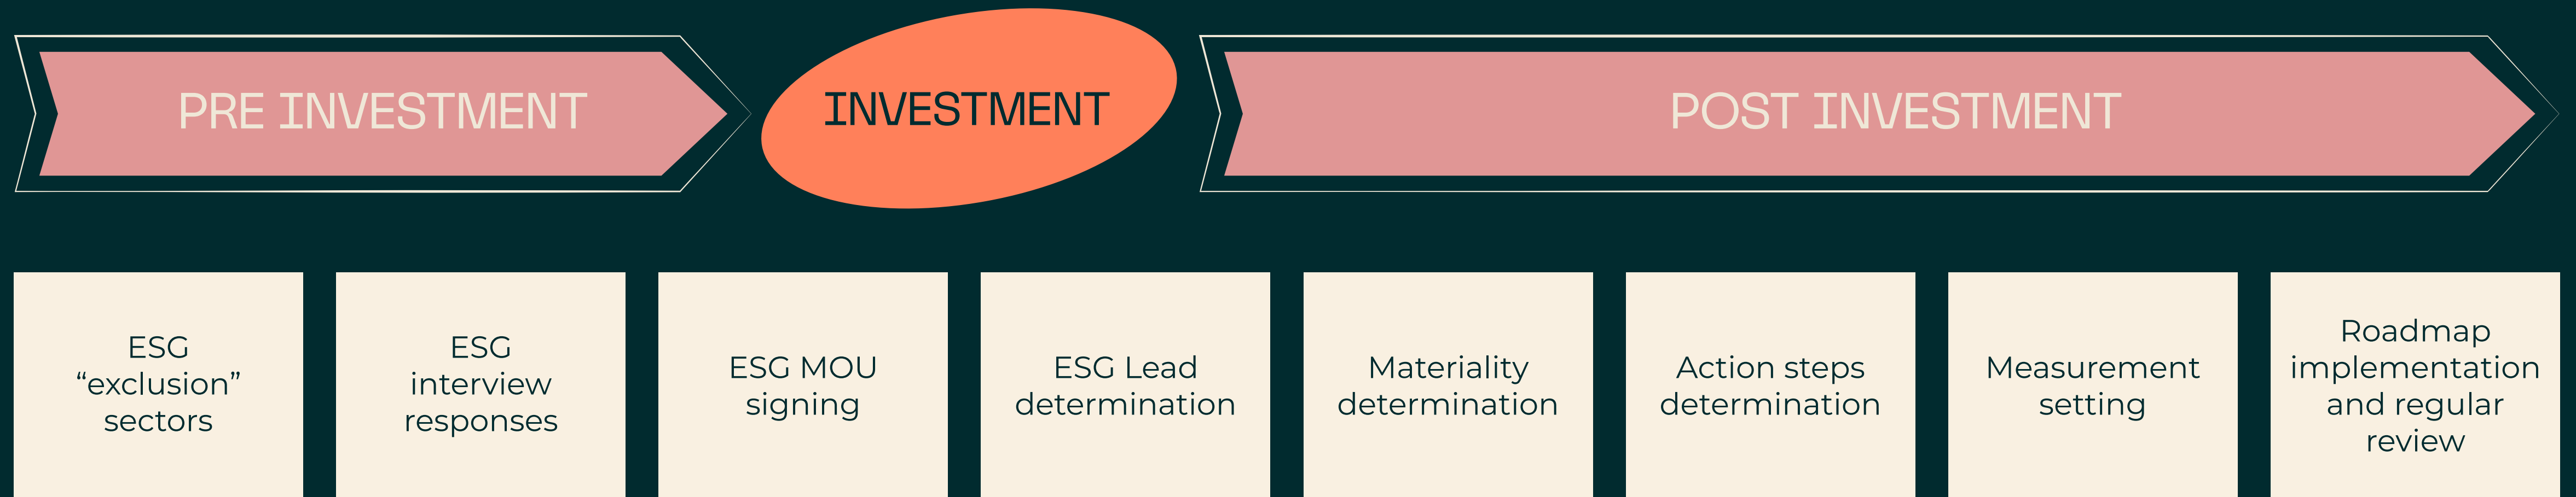 PRE INVESTMENT
INVESTMENT
POST INVESTMENT
ESG
“exclusion”
sectors
ESG
interview
responses
ESG MOU
signing
ESG Lead
determination
Materiality
determination
Action steps
determination
Measurement
setting
Roadmap
implementation
and regular
review